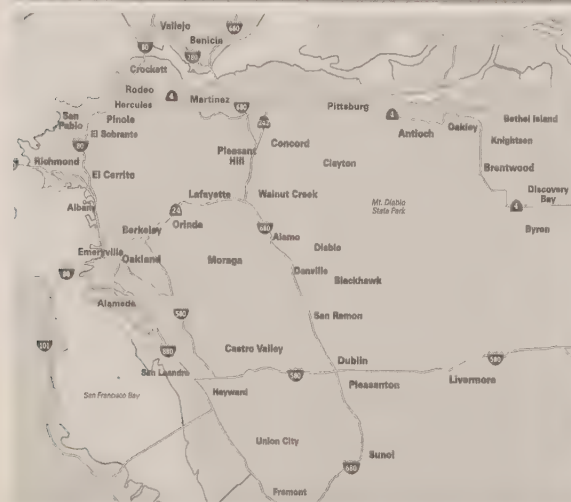 Vallejo
680
Benicia
80
780
Crockett
Rodeo
4
Martinez
680
Hercules
San
Pablo
Pinole
242
Pittsburg
4
Bethel Island
Oakley
Antioch
El Sobrante
80
Concord
Knightsen
Pleasant
Hill
Richmond
Clayton
Brentwood
El Cerrito
Lafayette
Walnut Creek
Discovery
Bay
Albany
24
Mt. Diablo
State Park
4
Orinda
Berkeley
680
Alamo
Byron
Diablo
Emeryville
Oakland
Moraga
Danville
80
Blackhawk
Alameda
580
San Ramon
101
880
Castro Valley
Dublin
580
San Leandro
580
Livermore
Pleasanton
San Francisco Bay
Hayward
Union City
Sunol
680
Fremont